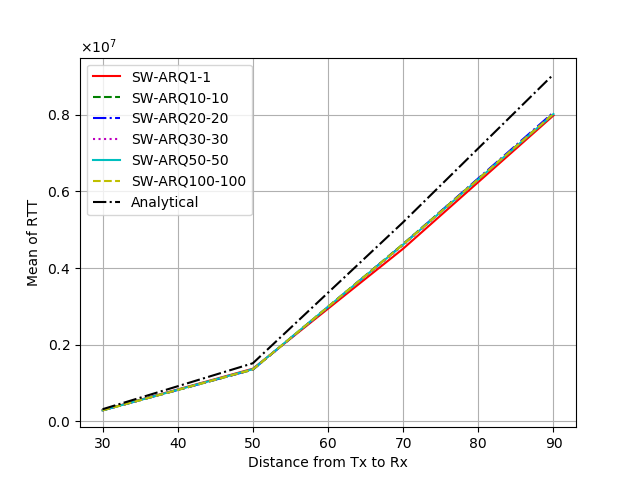 ×10⁷
SW-ARQ1-1
SW-ARQ10-10
SW-ARQ20-20
SW-ARQ30-30
SW-ARQ50-50
SW-ARQ100-100
Analytical
Mean of RTT
0.8
0.6
0.4
0.2
0.0
30 40 50 60 70 80 90
Distance from Tx to Rx